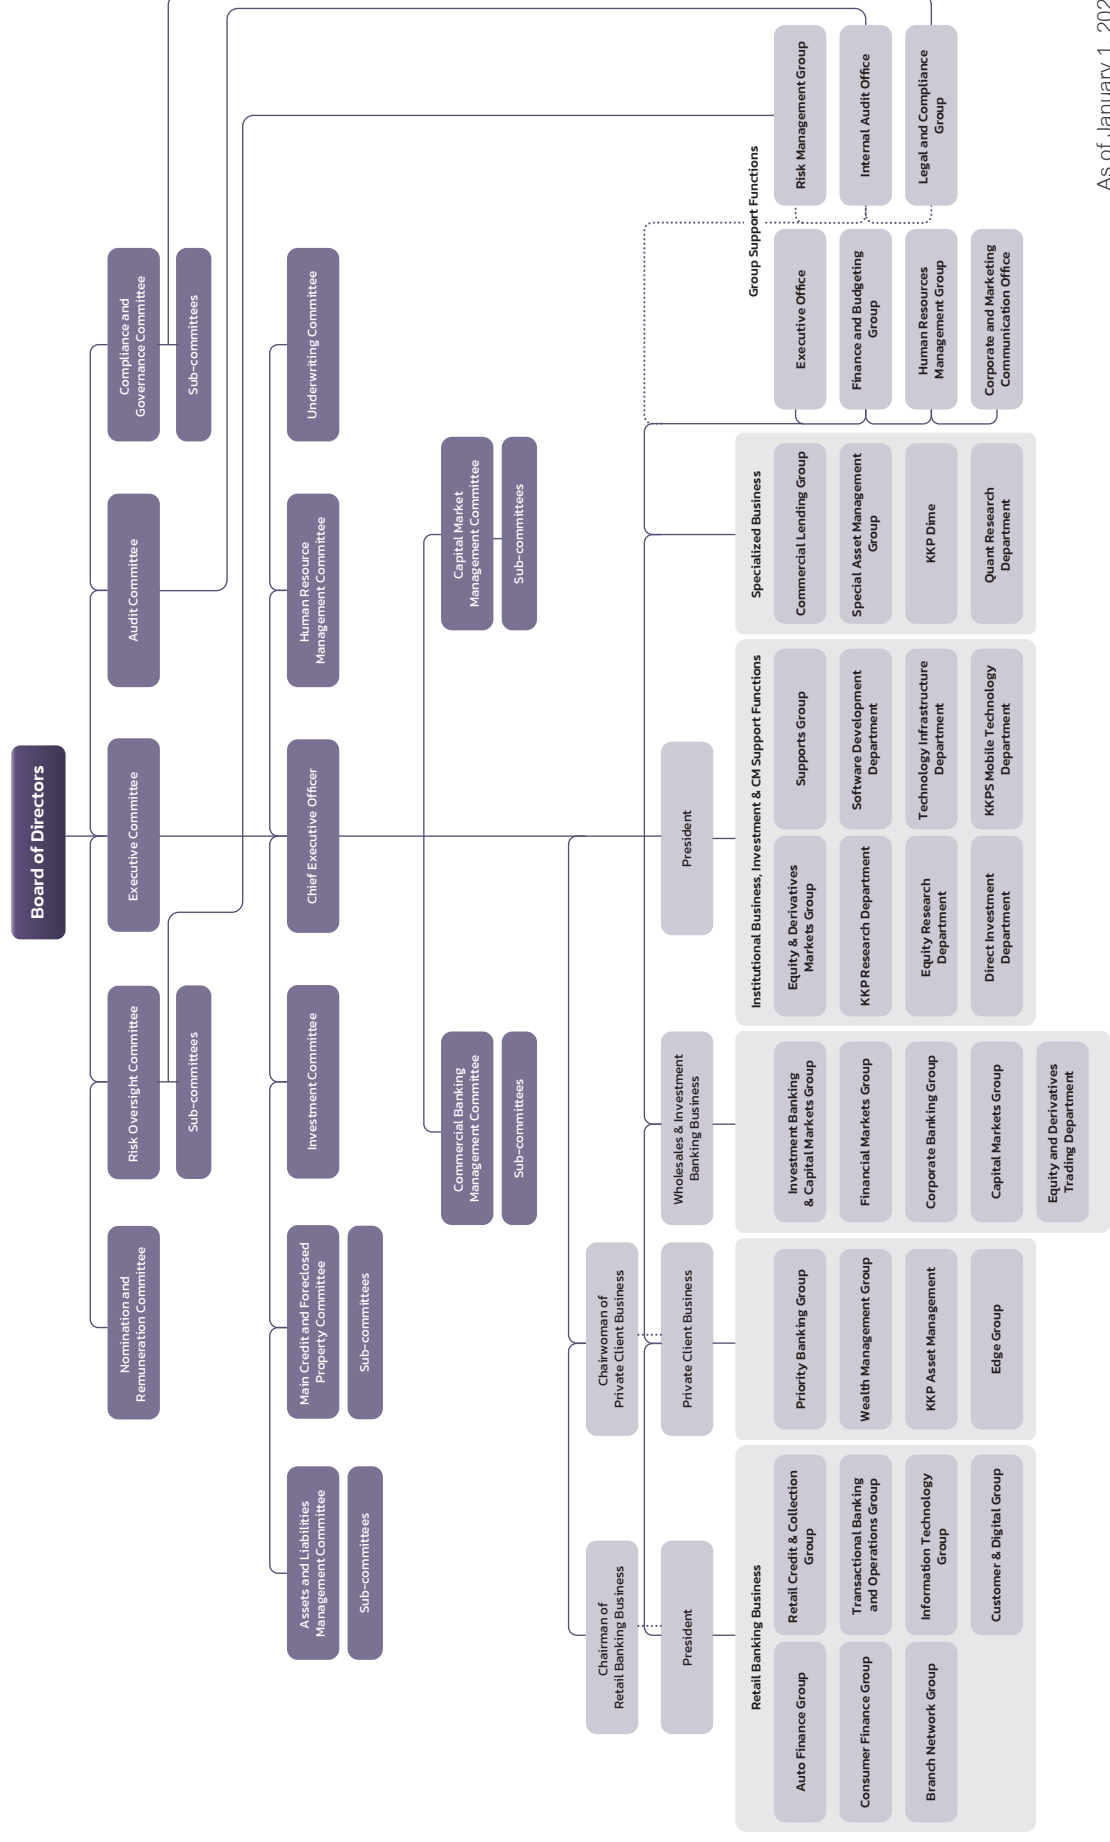 Board of Directors
Nomination and
Remuneration Committee
Risk Oversight Committee
Sub-committees
Executive Committee
Audit Committee
Compliance and
Governance Committee
Sub-committees
Assets and Liabilities
Management Committee
Sub-committees
Main Credit and Foreclosed
Property Committee
Sub-committees
Investment Committee
Chief Executive Officer
Human Resource
Management Committee
Underwriting Committee
Commercial Banking
Management Committee
Sub-committees
Capital Market
Management Committee
Sub-committees
Chairman of
Retail Banking Business
President
Chairwoman of
Private Client Business
Private Client Business
Wholesales & Investment
Banking Business
President
Retail Banking Business
Auto Finance Group
Consumer Finance Group
Branch Network Group
Retail Credit & Collection
Group
Transactional Banking
and Operations Group
Information Technology
Group
Customer & Digital Group
Priority Banking Group
Wealth Management Group
KKP Asset Management
Edge Group
Investment Banking
& Capital Markets Group
Financial Markets Group
Corporate Banking Group
Capital Markets Group
Equity and Derivatives
Trading Department
Institutional Business, Investment & CM Support Functions
Equity & Derivatives
Markets Group
KKP Research Department
Equity Research
Department
Direct Investment
Department
Supports Group
Software Development
Department
Technology Infrastructure
Department
KKPS Mobile Technology
Department
Specialized Business
Commercial Lending Group
Special Asset Management
Group
KKP Dime
Quant Research
Department
Group Support Functions
Executive Office
Finance and Budgeting
Group
Human Resources
Management Group
Corporate and Marketing
Communication Office
Risk Management Group
Internal Audit Office
Legal and Compliance
Group
As of January 1, 202